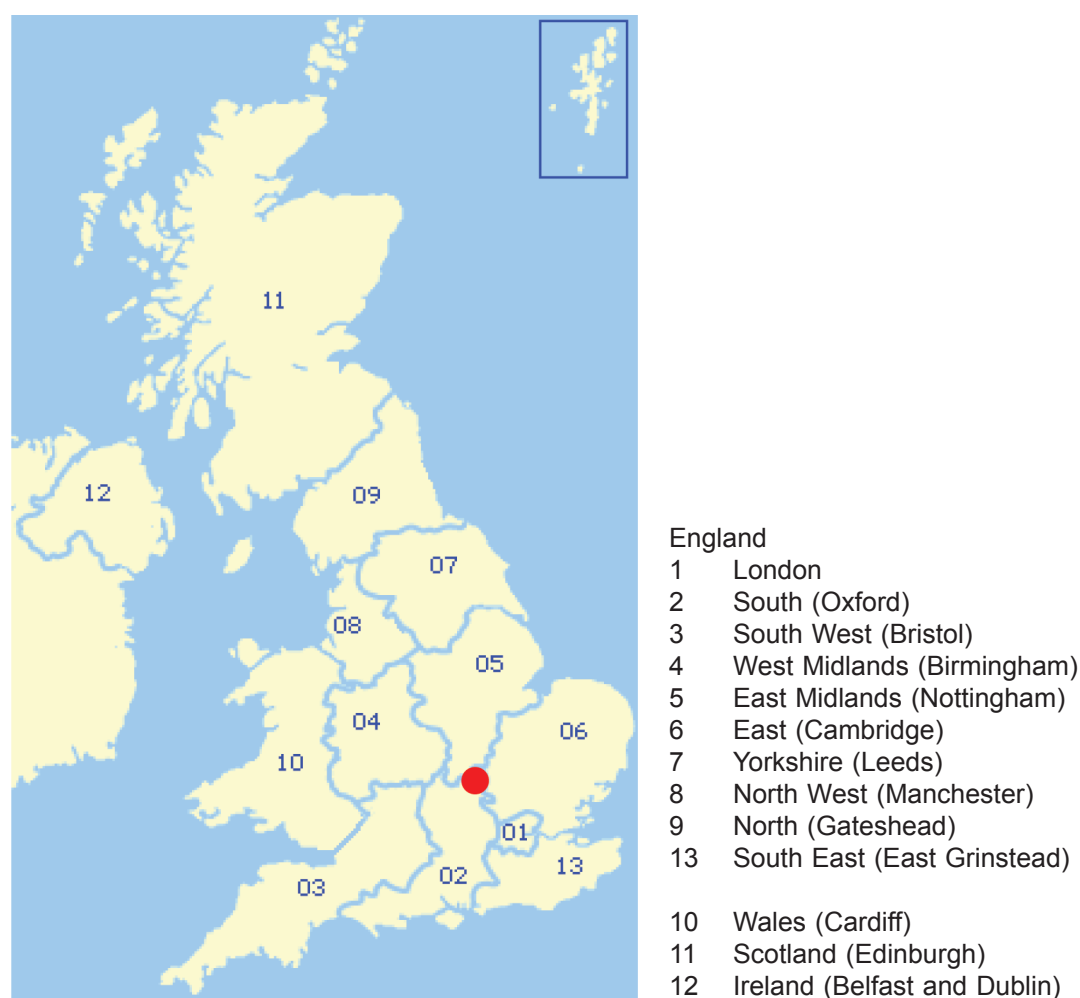 11
12
09
07
08
05
04
06
10
01
13
02
03
England
1 London
2 South (Oxford)
3 South West (Bristol)
4 West Midlands (Birmingham)
5 East Midlands (Nottingham)
6 East (Cambridge)
7 Yorkshire (Leeds)
8 North West (Manchester)
9 North (Gateshead)
13 South East (East Grinstead)
10 Wales (Cardiff)
11 Scotland (Edinburgh)
12 Ireland (Belfast and Dublin)